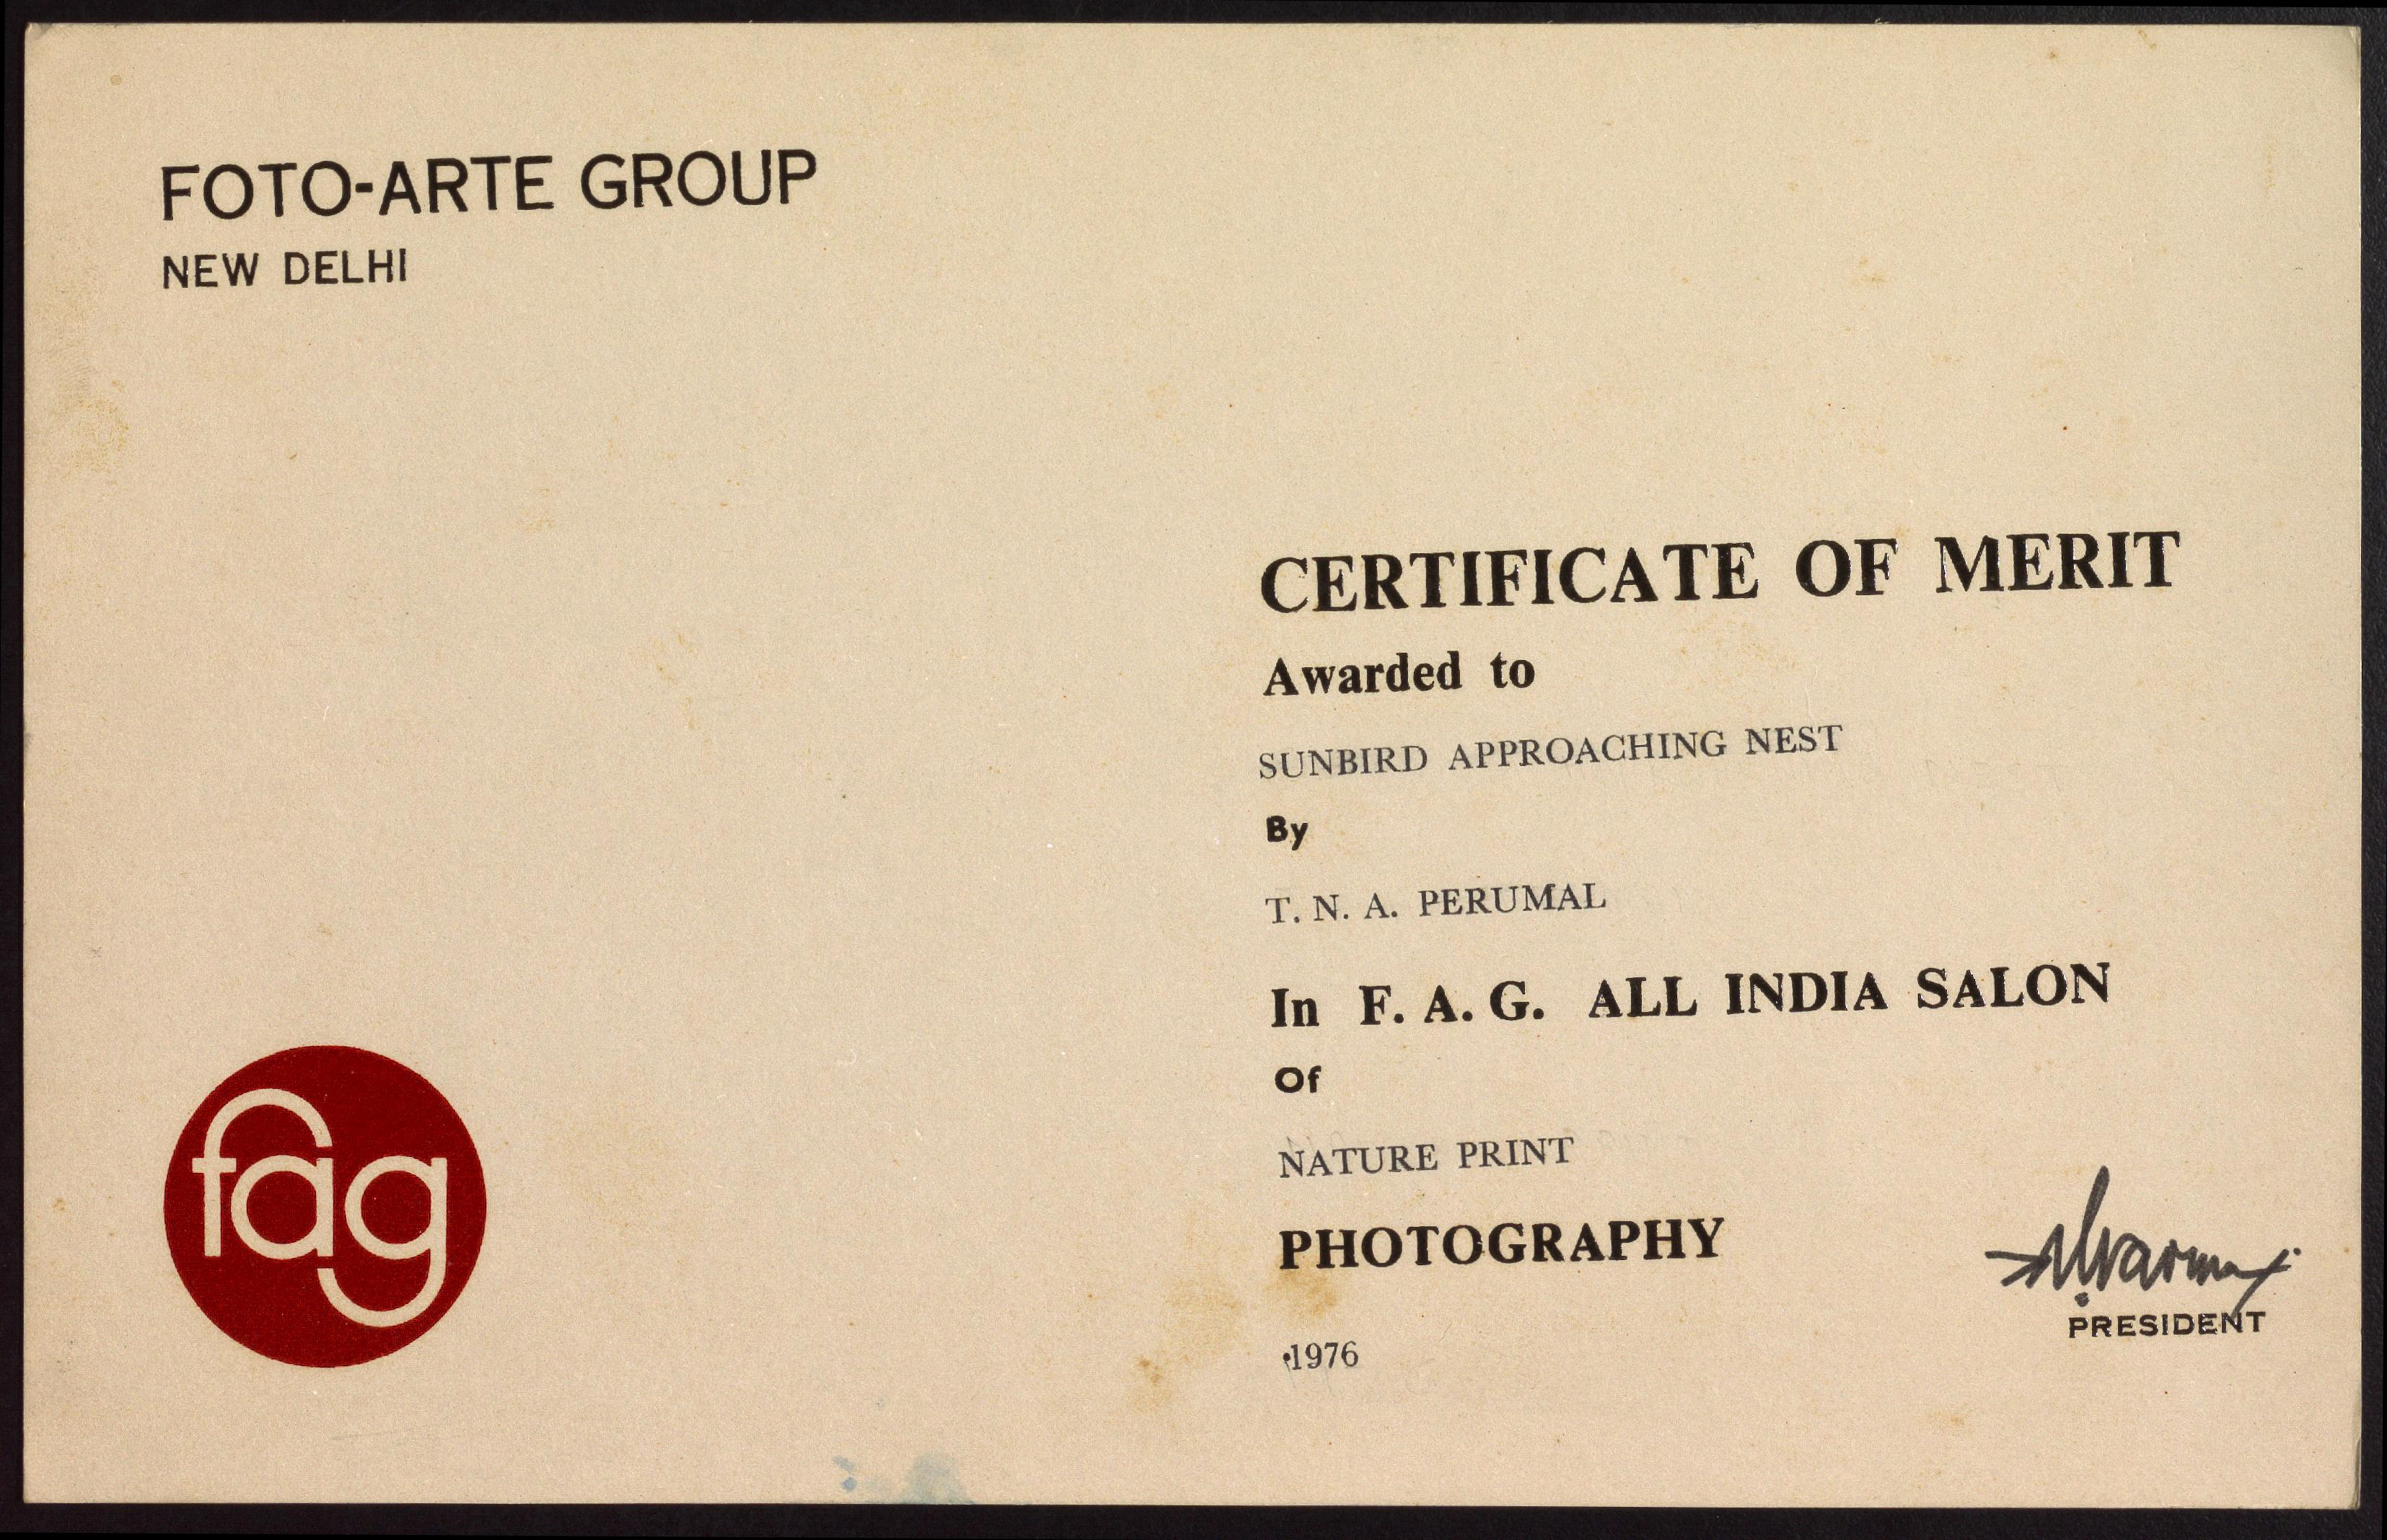 FOTO-ARTE GROUP
NEW DELHI
CERTIFICATE OF MERIT
Awarded to
SUNBIRD APPROACHING NEST
By
T. N. A. PERUMAL
In F. A. G. ALL INDIA SALON
Of
NATURE PRINT
PHOTOGRAPHY
1976
PRESIDENT
fag